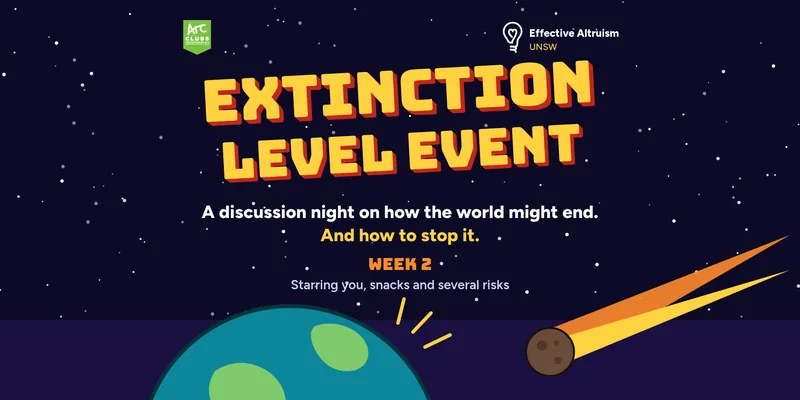 Arc
CLUBS
Effective Altruism
UNSW
EXTINCTION
LEVEL EVENT
A discussion night on how the world might end.
And how to stop it.
WEEK 2
Starring you, snacks and several risks